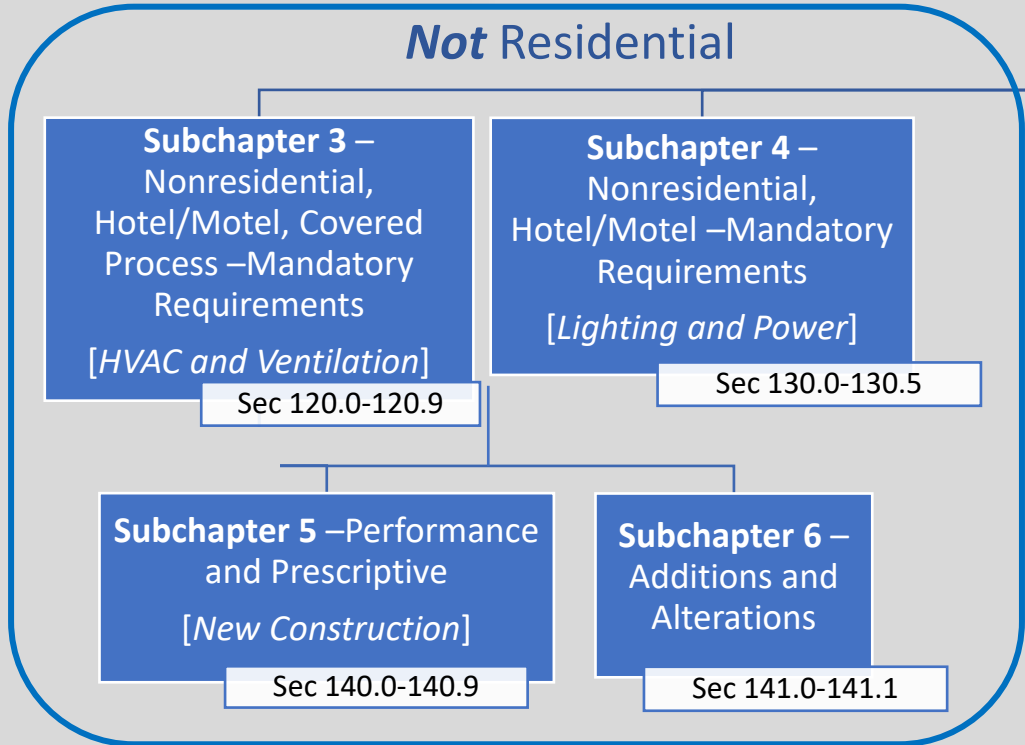 Not Residential
Subchapter 3 –
Nonresidential,
Hotel/Motel, Covered
Process –Mandatory
Requirements
[HVAC and Ventilation]
Sec 120.0-120.9
Subchapter 4 –
Nonresidential,
Hotel/Motel –Mandatory
Requirements
[Lighting and Power]
Sec 130.0-130.5
Subchapter 5 –Performance
and Prescriptive
[New Construction]
Sec 140.0-140.9
Subchapter 6 –
Additions and
Alterations
Sec 141.0-141.1